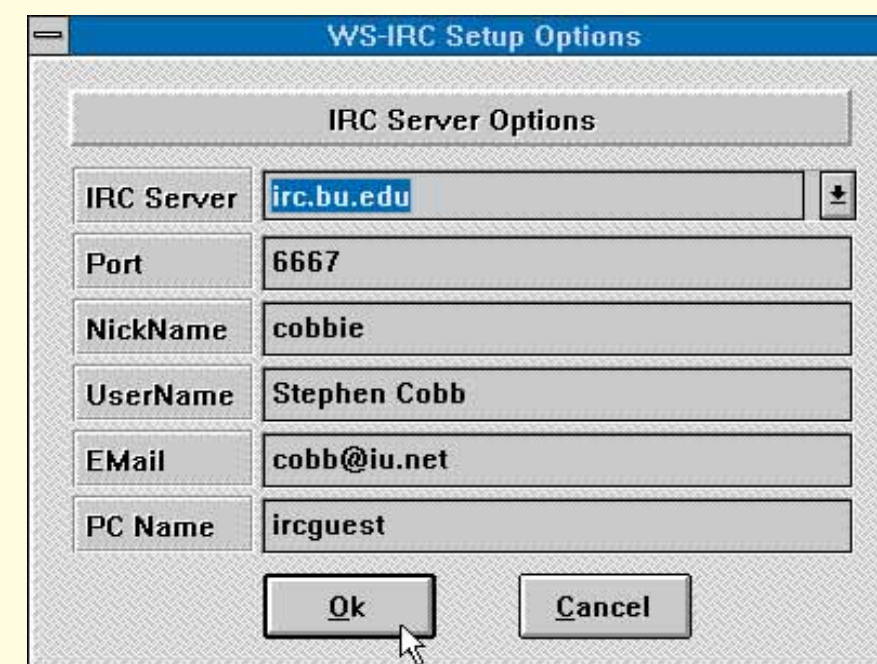 WS-IRC Setup Options
IRC Server Options
IRC Server irc.bu.edu
Port 6667
NickName cobbie
UserName Stephen Cobb
EMail cobb@iu.net
PC Name ircguest
Ok Cancel